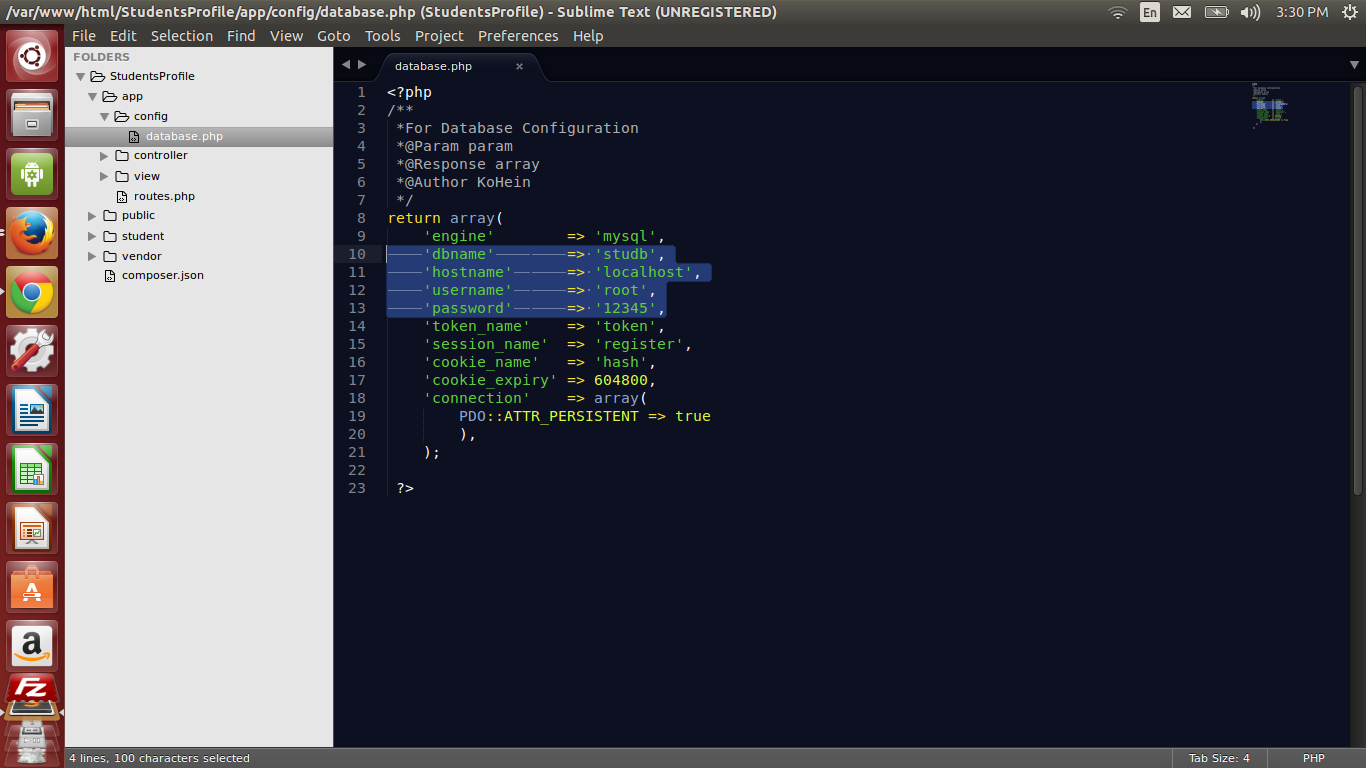 /var/www/html/StudentsProfile/app/config/database.php (StudentsProfile) - Sublime Text (UNREGISTERED)
En
3:30 PM
File Edit Selection Find View Goto Tools Project Preferences Help
FOLDERS
StudentsProfile
app
config
database.php
controller
view
routes.php
public
student
vendor
composer.json
database.php
1 <?php
2 /**
3 *For Database Configuration
4 *@Param param
5 *@Response array
6 *@Author KoHein
7 */
8 return array(
9 'engine' => 'mysql',
10 'dbname' => 'studb',
11 'hostname' => 'localhost',
12 'username' => 'root',
13 'password' => '12345',
14 'token_name' => 'token',
15 'session_name' => 'register',
16 'cookie_name' => 'hash',
17 'cookie_expiry' => 604800,
18 'connection' => array(
19 PDO::ATTR_PERSISTENT => true
20 ),
21 );
22
23 ?>
a
Fz
4 lines, 100 characters selected
Tab Size: 4
PHP